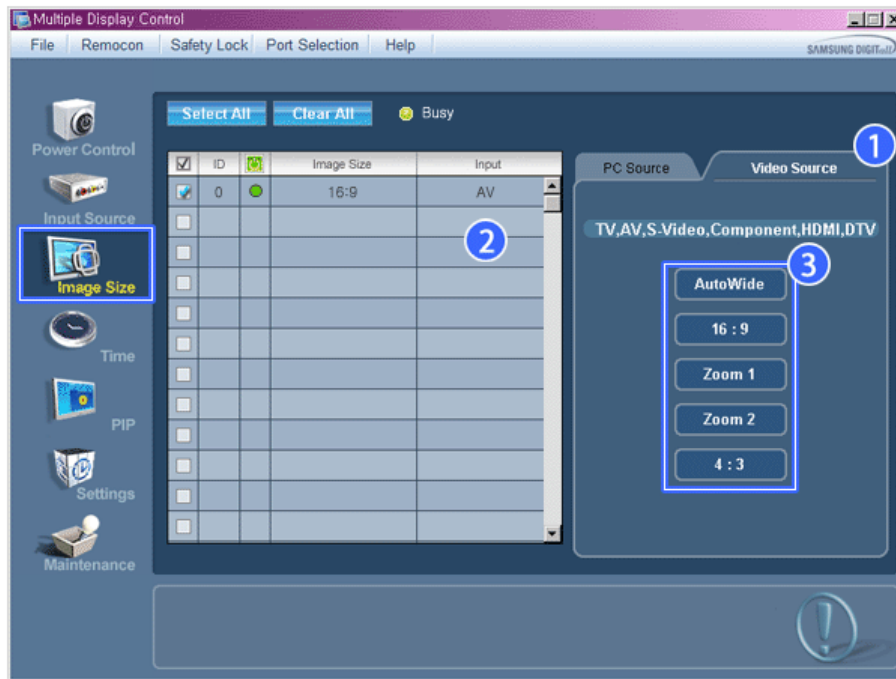 Multiple Display Control
File Remocon Safety Lock Port Selection Help
SAMSUNG DIGITall
Select All Clear All Busy
1
Power Control
ID Image Size Input
PC Source Video Source
0 16:9 AV
Input Source
2
TV,AV,S-Video,Component,HDMI,DTV
3
Image Size
AutoWide
16 : 9
Time
Zoom 1
PIP
Zoom 2
4 : 3
Settings
Maintenance